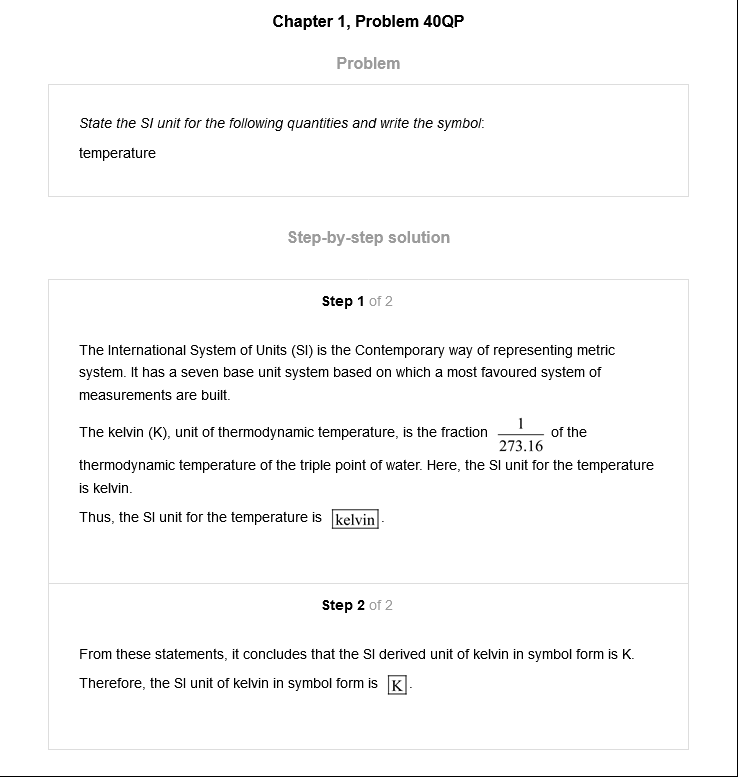 Chapter 1, Problem 40QP
Problem
State the SI unit for the following quantities and write the symbol:
temperature
Step-by-step solution
Step 1 of 2
The International System of Units (SI) is the Contemporary way of representing metric
system. It has a seven base unit system based on which a most favoured system of
measurements are built.
The kelvin (K), unit of thermodynamic temperature, is the fraction 1/273.16 of the
thermodynamic temperature of the triple point of water. Here, the SI unit for the temperature
is kelvin.
Thus, the SI unit for the temperature is kelvin.
Step 2 of 2
From these statements, it concludes that the SI derived unit of kelvin in symbol form is K.
Therefore, the SI unit of kelvin in symbol form is K.